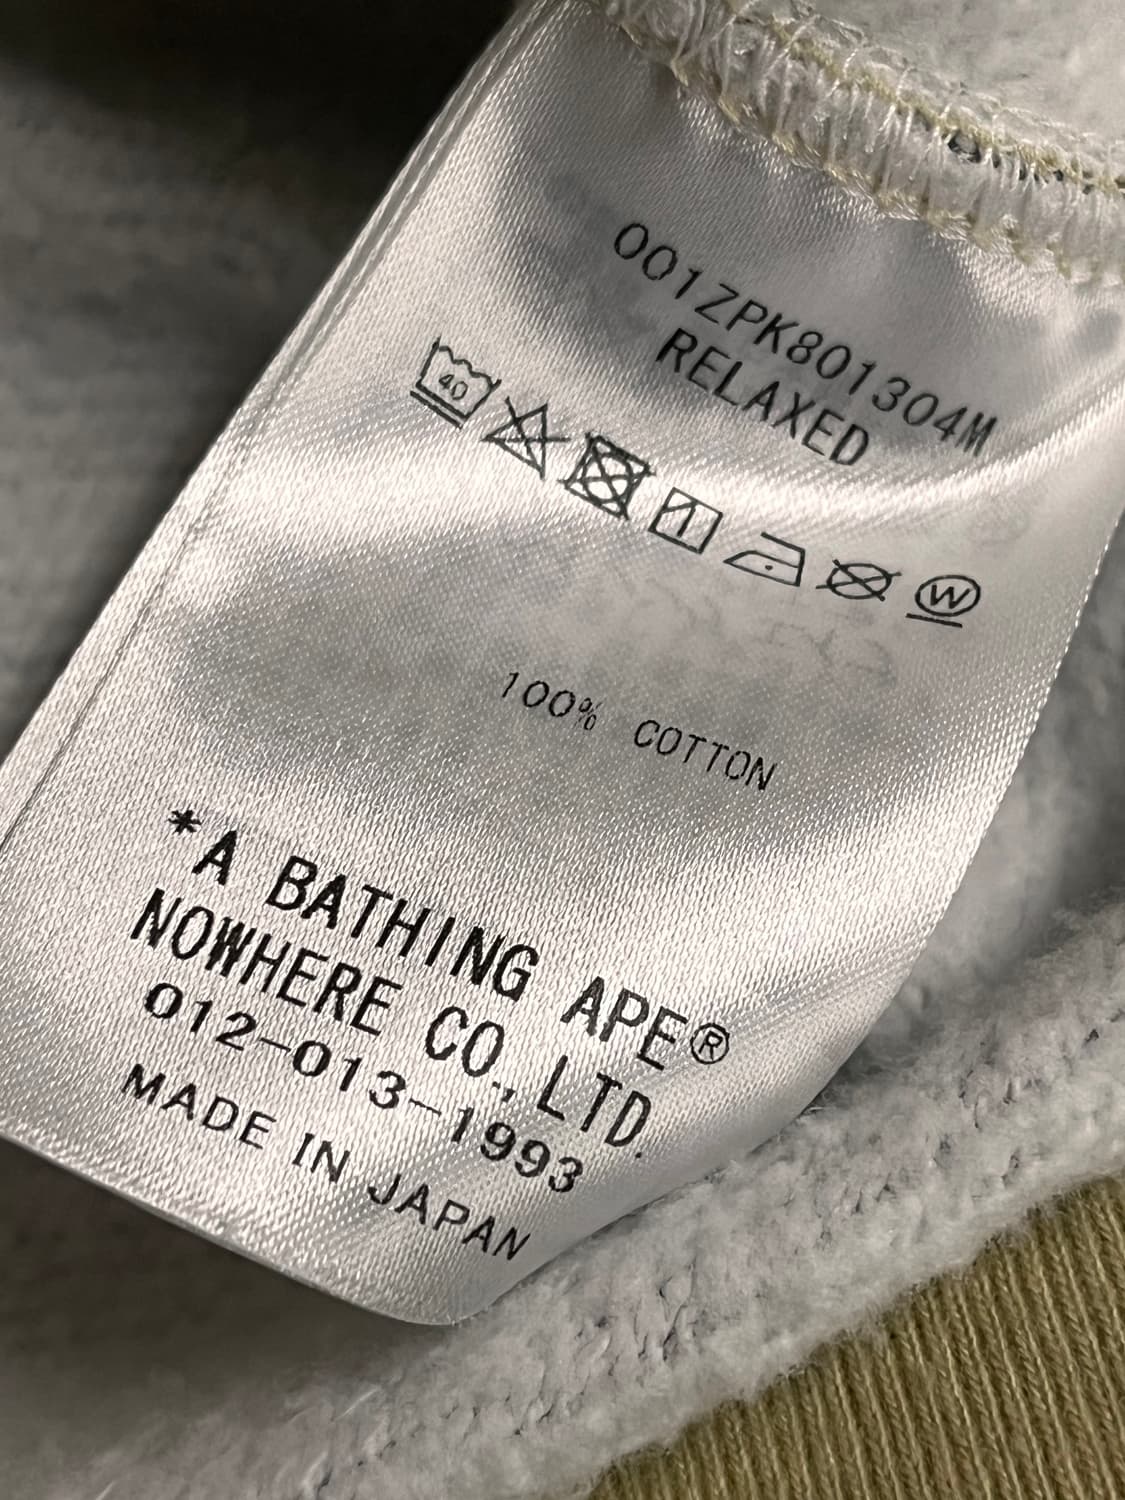 001ZPK801304M
RELAXED
40
W
100% COTTON
*A BATHING APE®
NOWHERE CO., LTD.
012-013-1993
MADE IN JAPAN